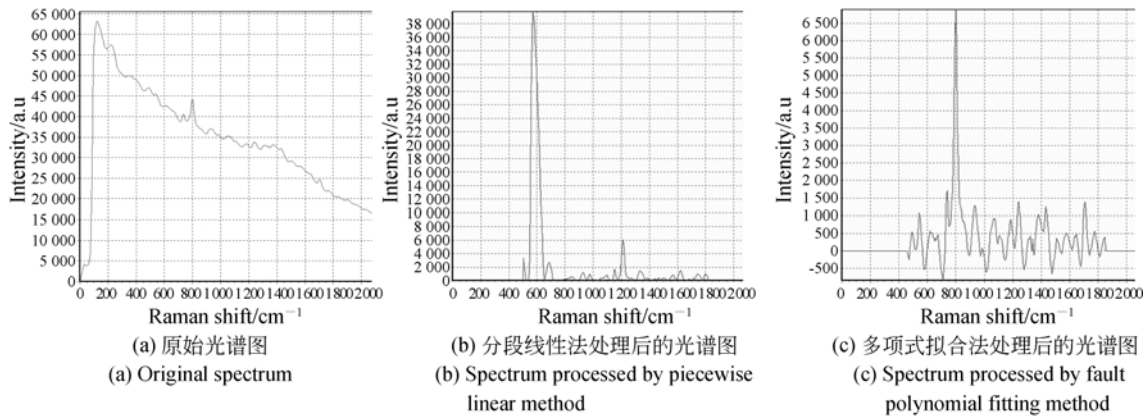 65 000
60 000
55 000
50 000
45 000
40 000
35 000
30 000
25 000
20 000
15 000
10 000
5 000
0
Intensity/a.u
0 200 400 600 800 1000 1200 1400 1600 1800 2000
Raman shift/cm⁻¹
(a) 原始光谱图
(a) Original spectrum
38 000
36 000
34 000
32 000
30 000
28 000
26 000
24 000
22 000
20 000
18 000
16 000
14 000
12 000
10 000
8 000
6 000
4 000
2 000
0
Intensity/a.u
0 200 400 600 800 1000 1200 1400 1600 1800 2000
Raman shift/cm⁻¹
(b) 分段线性法处理后的光谱图
(b) Spectrum processed by piecewise
linear method
6 500
6 000
5 500
5 000
4 500
4 000
3 500
3 000
2 500
2 000
1 500
1 000
500
0
-500
Intensity/a.u
0 200 400 600 800 1000 1200 1400 1600 1800 2000
Raman shift/cm⁻¹
(c) 多项式拟合法处理后的光谱图
(c) Spectrum processed by fault
polynomial fitting method